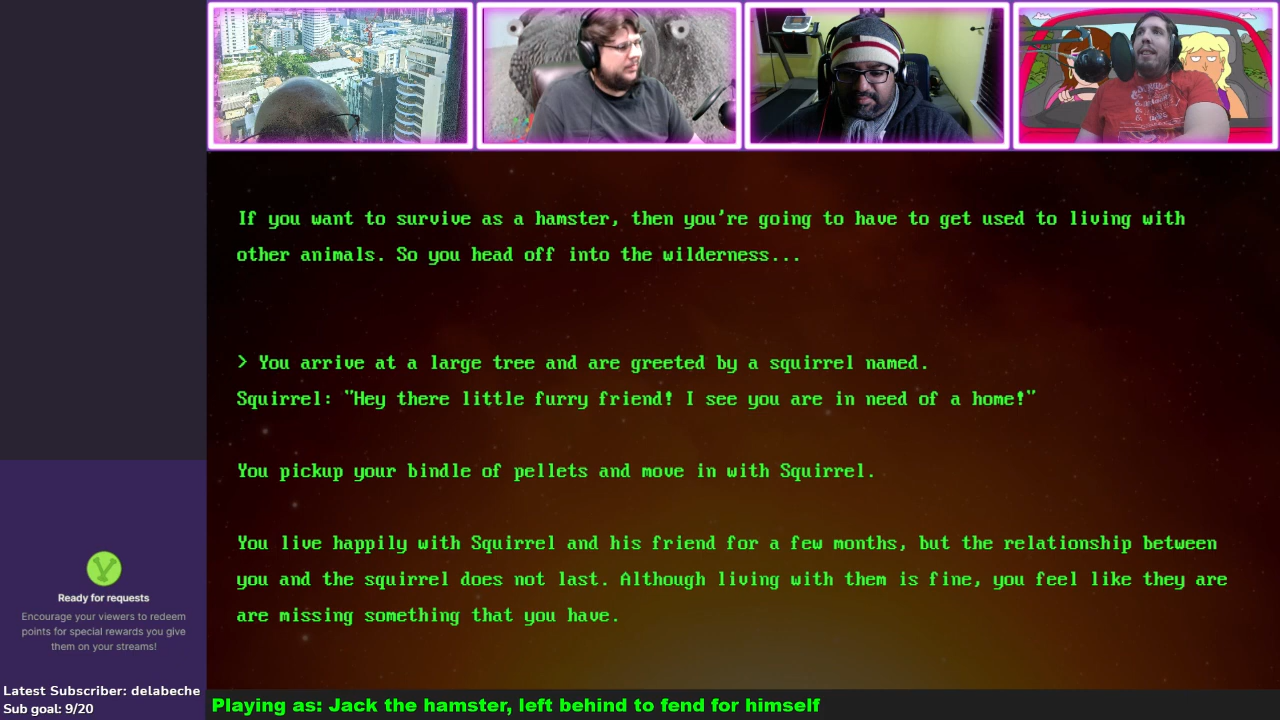 If you want to survive as a hamster, then you're going to have to get used to living with
other animals. So you head off into the wilderness...
> You arrive at a large tree and are greeted by a squirrel named.
Squirrel: "Hey there little furry friend! I see you are in need of a home!"
You pickup your bindle of pellets and move in with Squirrel.
You live happily with Squirrel and his friend for a few months, but the relationship between
you and the squirrel does not last. Although living with them is fine, you feel like they are
are missing something that you have.
Ready for requests
Encourage your viewers to redeem
points for special rewards you give
them on your streams!
Latest Subscriber: delabeche
Sub goal: 9/20
Playing as: Jack the hamster, left behind to fend for himself